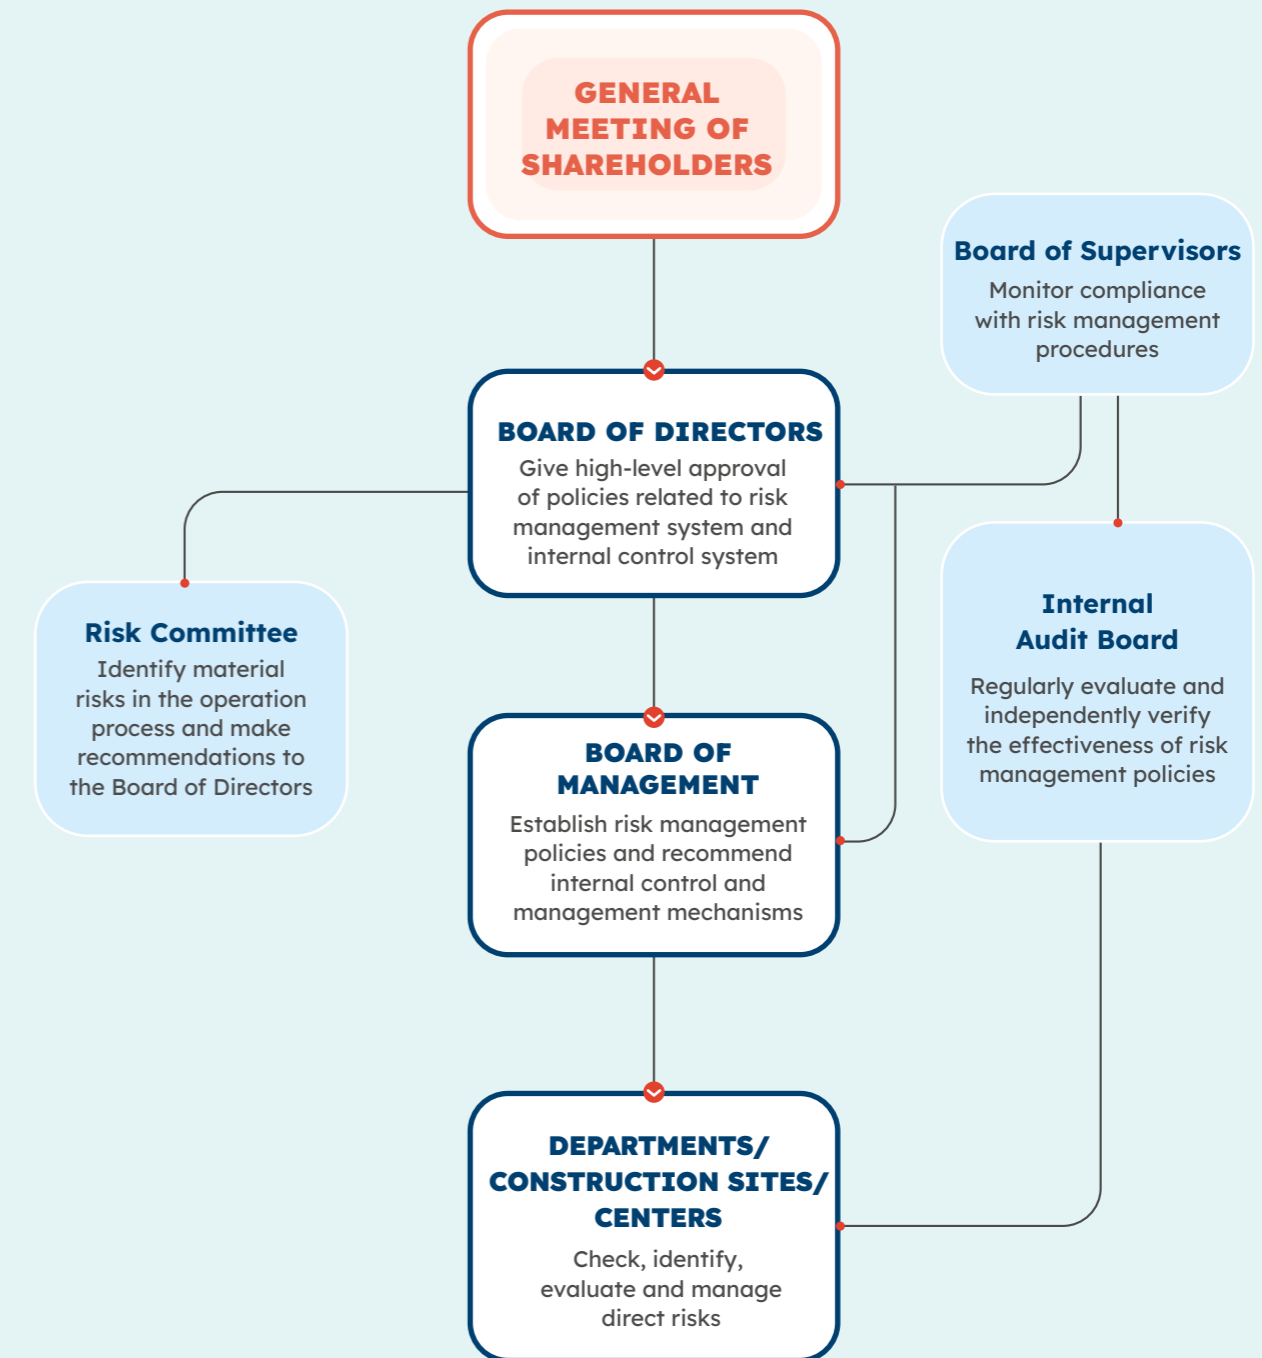 GENERAL
MEETING OF
SHAREHOLDERS
Board of Supervisors
Monitor compliance
with risk management
procedures
BOARD OF DIRECTORS
Give high-level approval
of policies related to risk
management system and
internal control system
Risk Committee
Identify material
risks in the operation
process and make
recommendations to
the Board of Directors
Internal
Audit Board
Regularly evaluate and
independently verify
the effectiveness of risk
management policies
BOARD OF
MANAGEMENT
Establish risk management
policies and recommend
internal control and
management mechanisms
DEPARTMENTS/
CONSTRUCTION SITES/
CENTERS
Check, identify,
evaluate and manage
direct risks